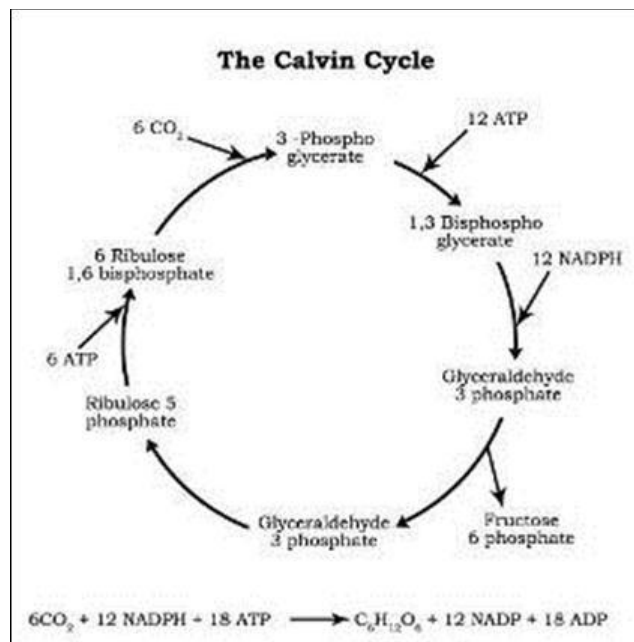 The Calvin Cycle
6 CO₂
3 -Phospho
glycerate
12 ATP
1,3 Bisphospho
glycerate
12 NADPH
Glyceraldehyde
3 phosphate
Fructose
6 phosphate
Glyceraldehyde
3 phosphate
Ribulose 5
phosphate
6 ATP
6 Ribulose
1,6 bisphosphate
6CO₂ + 12 NADPH + 18 ATP → C₆H₁₂O₆ + 12 NADP + 18 ADP